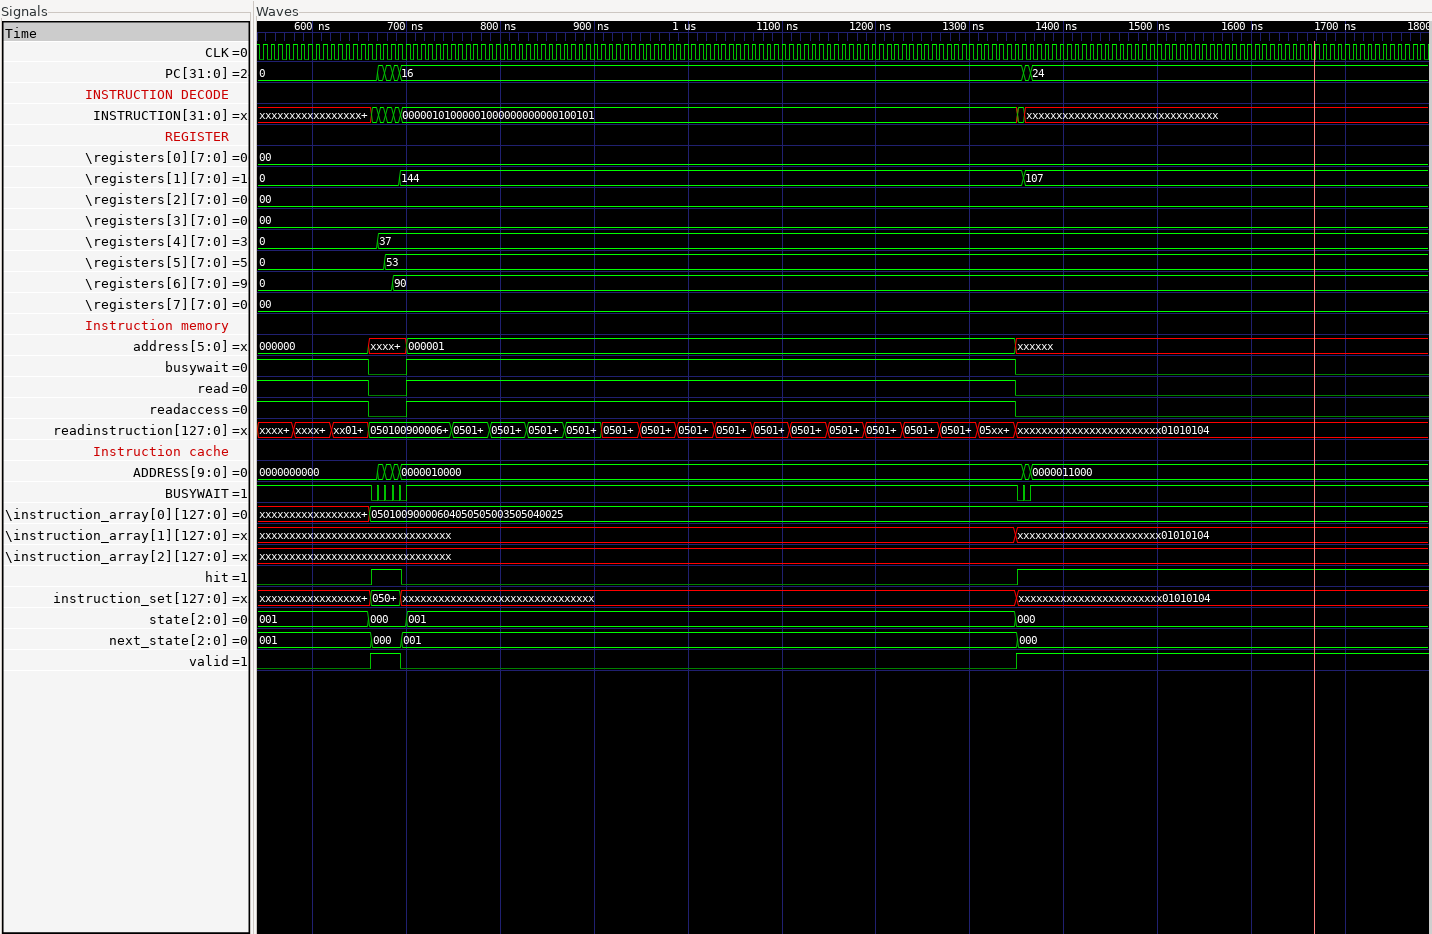 Signals
Waves
Time
600 ns 700 ns 800 ns 900 ns 1 us 1100 ns 1200 ns 1300 ns 1400 ns 1500 ns 1600 ns 1700 ns 1800
CLK=0
PC[31:0]=2 0 16 24
INSTRUCTION DECODE
INSTRUCTION[31:0]=x xxxxxxxxxxxxxxxxx+ 00000101000001000000000000100101 xxxxxxxxxxxxxxxxxxxxxxxxxxxxxxxx
REGISTER
\registers[0][7:0]=0 00
\registers[1][7:0]=1 0 144 107
\registers[2][7:0]=0 00
\registers[3][7:0]=0 00
\registers[4][7:0]=3 0 37
\registers[5][7:0]=5 0 53
\registers[6][7:0]=9 0 90
\registers[7][7:0]=0 00
Instruction memory
address[5:0]=x 000000 xxxx+ 000001 xxxxxx
busywait=0
read=0
readaccess=0
readinstruction[127:0]=x xxxx+ xxxx+ xx01+ 050100900006+ 0501+ 0501+ 0501+ 0501+ 0501+ 0501+ 0501+ 0501+ 0501+ 0501+ 0501+ 0501+ 0501+ 0501+ 05xx+ xxxxxxxxxxxxxxxxxxxxxxxx01010104
Instruction cache
ADDRESS[9:0]=0 0000000000 0000010000 0000011000
BUSYWAIT=1
\instruction_array[0][127:0]=0 xxxxxxxxxxxxxxxxx+ 05010090000604050505003505040025
\instruction_array[1][127:0]=x xxxxxxxxxxxxxxxxxxxxxxxxxxxxxxxx xxxxxxxxxxxxxxxxxxxxxxxx01010104
\instruction_array[2][127:0]=x xxxxxxxxxxxxxxxxxxxxxxxxxxxxxxxx
hit=1
instruction_set[127:0]=x xxxxxxxxxxxxxxxxx+ 050+ xxxxxxxxxxxxxxxxxxxxxxxxxxxxxxxx xxxxxxxxxxxxxxxxxxxxxxxx01010104
state[2:0]=0 001 000 001 000
next_state[2:0]=0 001 000 001 000
valid=1